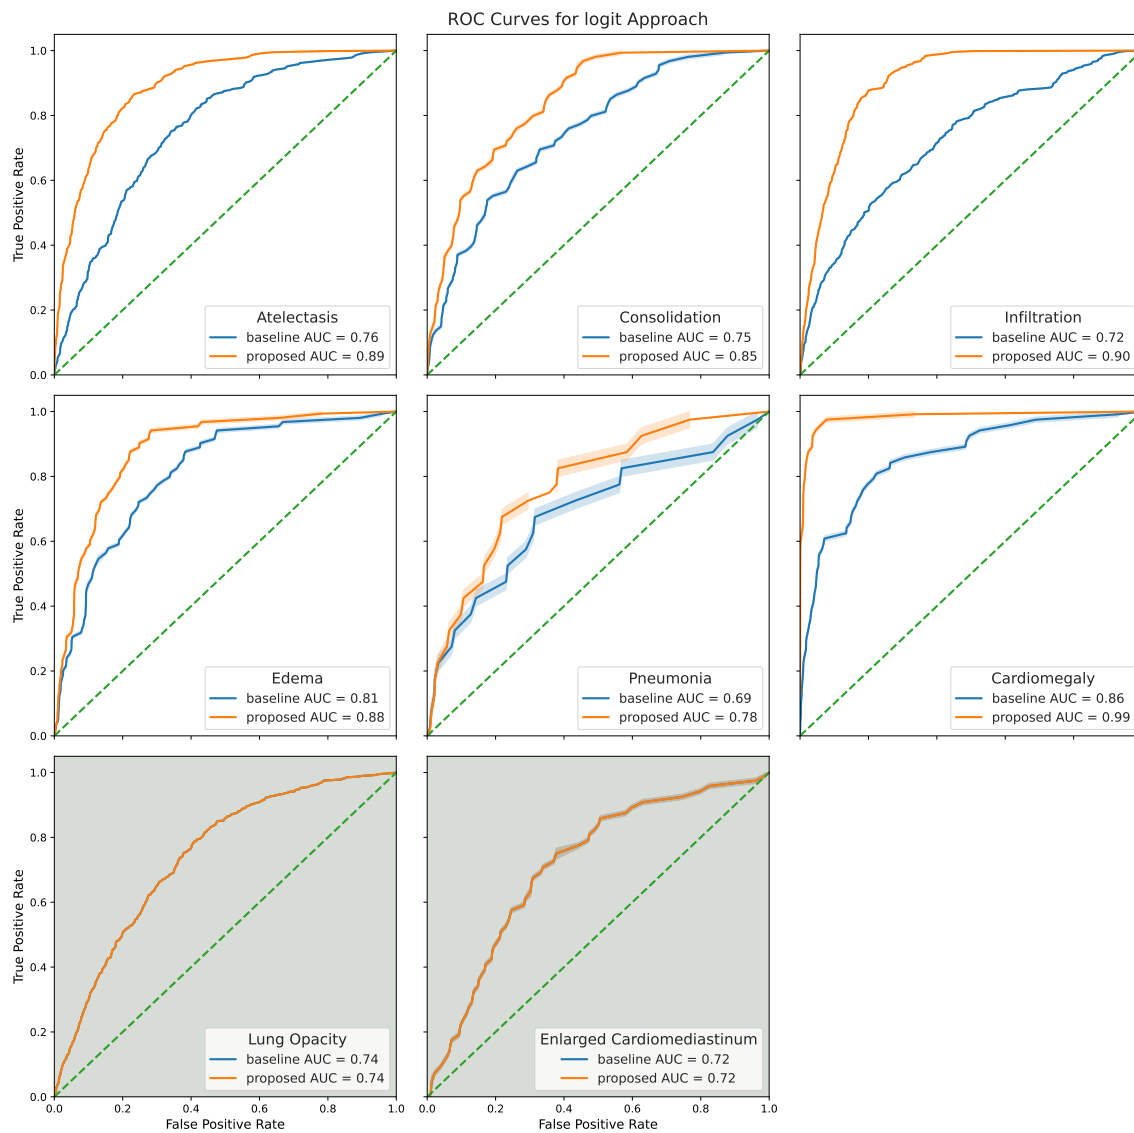 ROC Curves for logit Approach
True Positive Rate
1.0
0.8
0.6
0.4
0.2
0.0
Atelectasis
baseline AUC = 0.76
proposed AUC = 0.89
Consolidation
baseline AUC = 0.75
proposed AUC = 0.85
Infiltration
baseline AUC = 0.72
proposed AUC = 0.90
True Positive Rate
1.0
0.8
0.6
0.4
0.2
0.0
Edema
baseline AUC = 0.81
proposed AUC = 0.88
Pneumonia
baseline AUC = 0.69
proposed AUC = 0.78
Cardiomegaly
baseline AUC = 0.86
proposed AUC = 0.99
True Positive Rate
1.0
0.8
0.6
0.4
0.2
0.0
Lung Opacity
baseline AUC = 0.74
proposed AUC = 0.74
0.0 0.2 0.4 0.6 0.8 1.0
False Positive Rate
Enlarged Cardiomediastinum
baseline AUC = 0.72
proposed AUC = 0.72
0.0 0.2 0.4 0.6 0.8 1.0
False Positive Rate